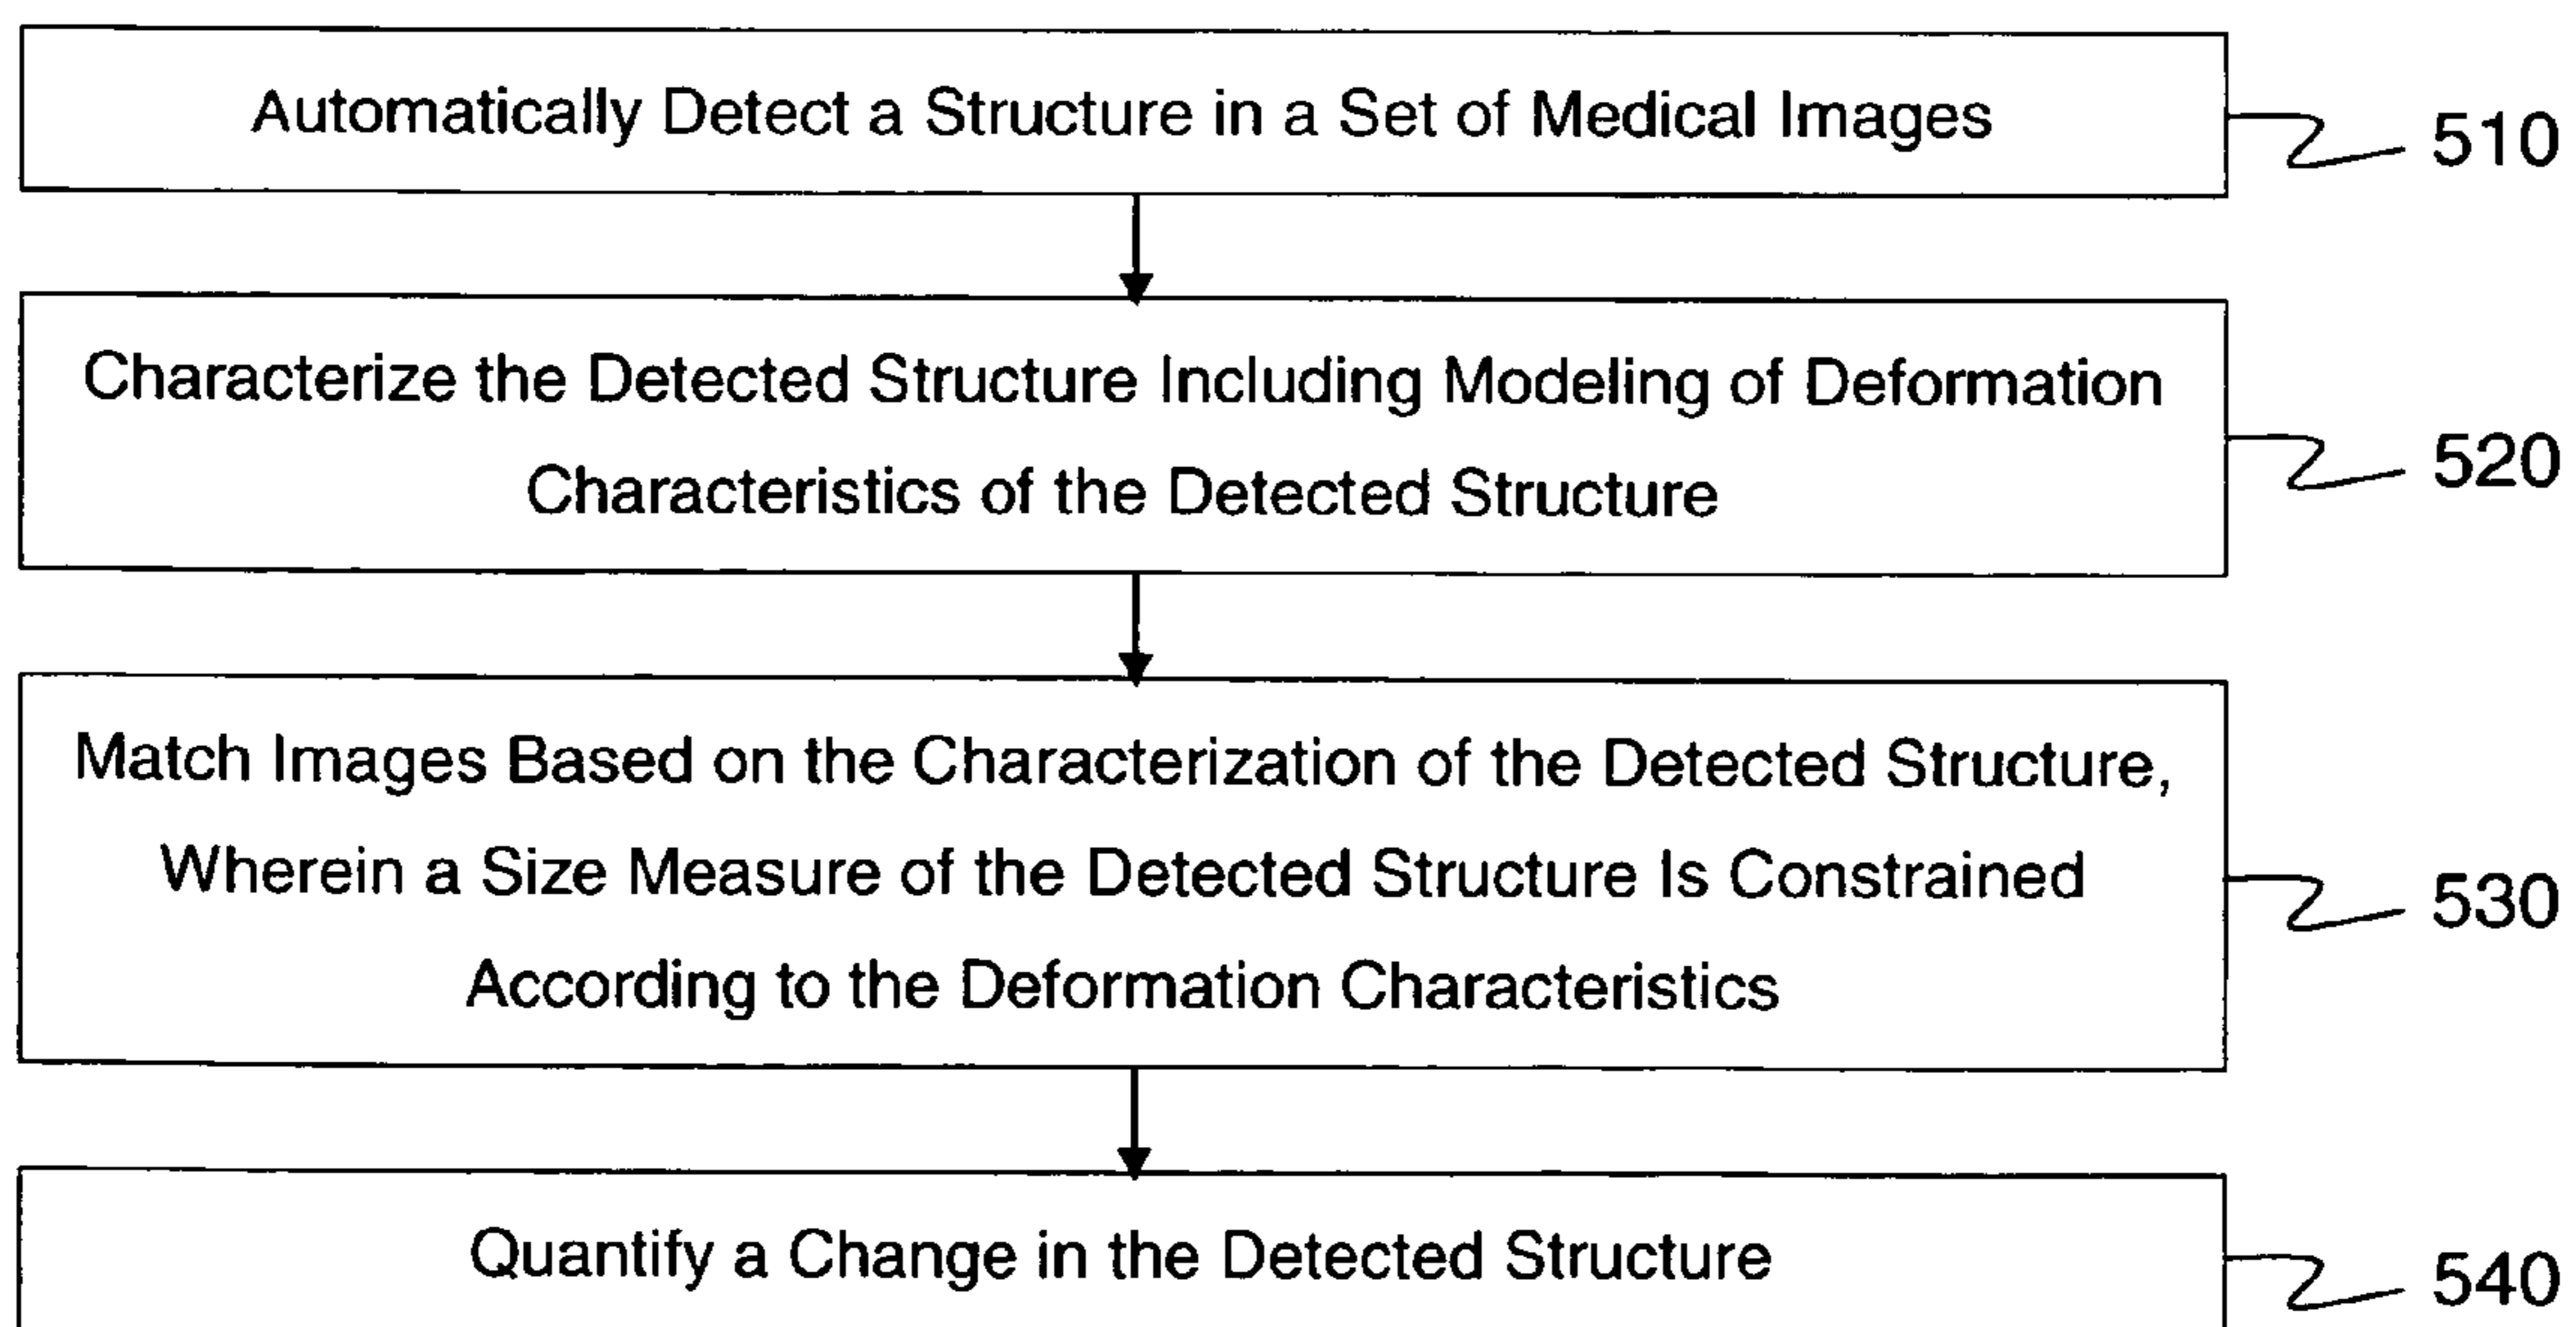 Automatically Detect a Structure in a Set of Medical Images
510
Characterize the Detected Structure Including Modeling of Deformation
Characteristics of the Detected Structure
520
Match Images Based on the Characterization of the Detected Structure,
Wherein a Size Measure of the Detected Structure Is Constrained
According to the Deformation Characteristics
530
Quantify a Change in the Detected Structure
540